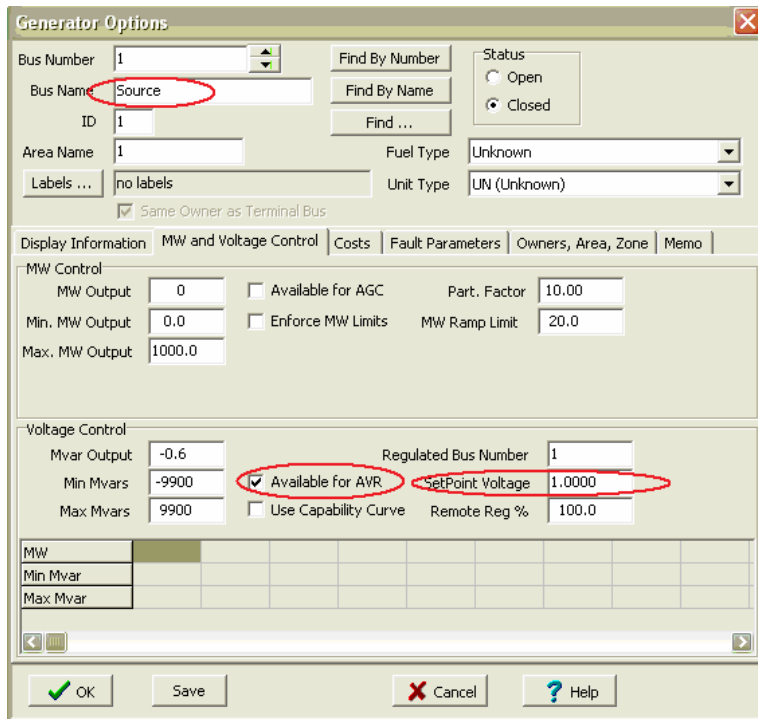 Generator Options
Bus Number 1 Find By Number Status
Open
Bus Name Source Find By Name
Closed
ID 1 Find ...
Area Name 1 Fuel Type Unknown
Labels ... no labels Unit Type UN (Unknown)
Same Owner as Terminal Bus
Display Information MW and Voltage Control Costs Fault Parameters Owners, Area, Zone Memo
MW Control
MW Output 0 Available for AGC Part. Factor 10.00
Min. MW Output 0.0 Enforce MW Limits MW Ramp Limit 20.0
Max. MW Output 1000.0
Voltage Control
Mvar Output -0.6 Regulated Bus Number 1
Min Mvars -9900 Available for AVR SetPoint Voltage 1.0000
Max Mvars 9900 Use Capability Curve Remote Reg % 100.0
MW
Min Mvar
Max Mvar
OK Save Cancel ? Help